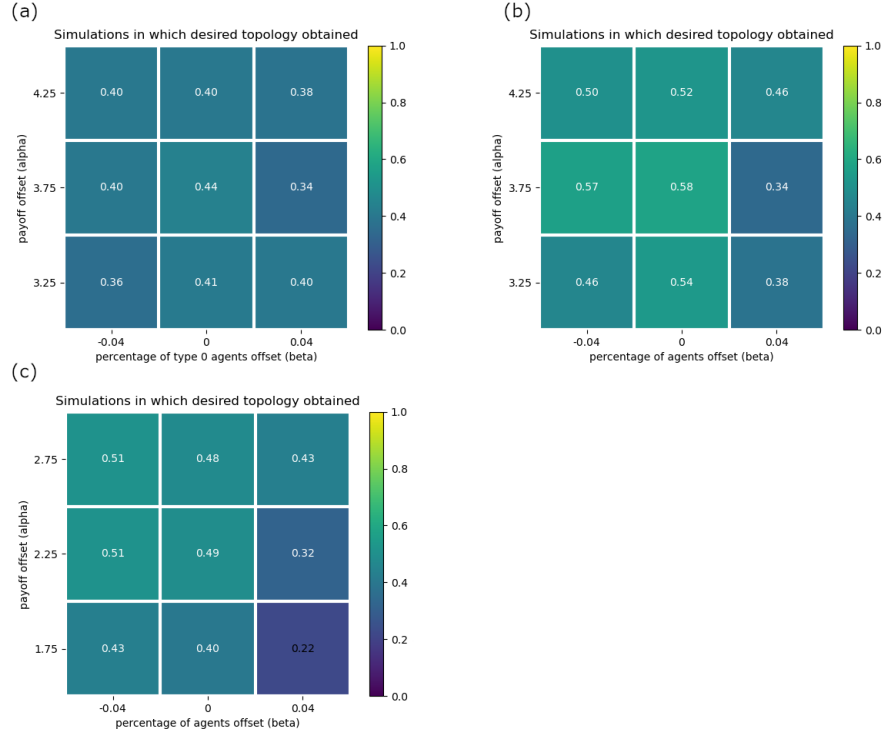 (a)
Simulations in which desired topology obtained
payoff offset (alpha)
4.25
3.75
3.25
0.40 0.40 0.38
0.40 0.44 0.34
0.36 0.41 0.40
-0.04 0 0.04
percentage of type 0 agents offset (beta)
1.0
0.8
0.6
0.4
0.2
0.0
(b)
Simulations in which desired topology obtained
payoff offset (alpha)
4.25
3.75
3.25
0.50 0.52 0.46
0.57 0.58 0.34
0.46 0.54 0.38
-0.04 0 0.04
percentage of agents offset (beta)
1.0
0.8
0.6
0.4
0.2
0.0
(c)
Simulations in which desired topology obtained
payoff offset (alpha)
2.75
2.25
1.75
0.51 0.48 0.43
0.51 0.49 0.32
0.43 0.40 0.22
-0.04 0 0.04
percentage of agents offset (beta)
1.0
0.8
0.6
0.4
0.2
0.0